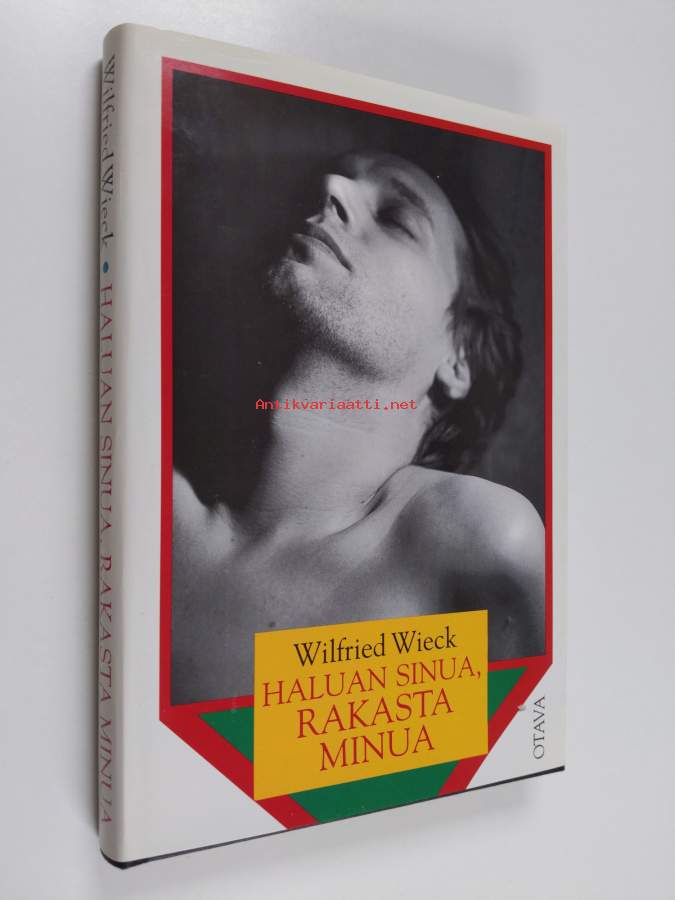 Wilfried Wieck • HALUAN SINUA, RAKASTA MINUA
Antikvariaatti.net
Wilfried Wieck
HALUAN SINUA,
RAKASTA
MINUA
OTAVA